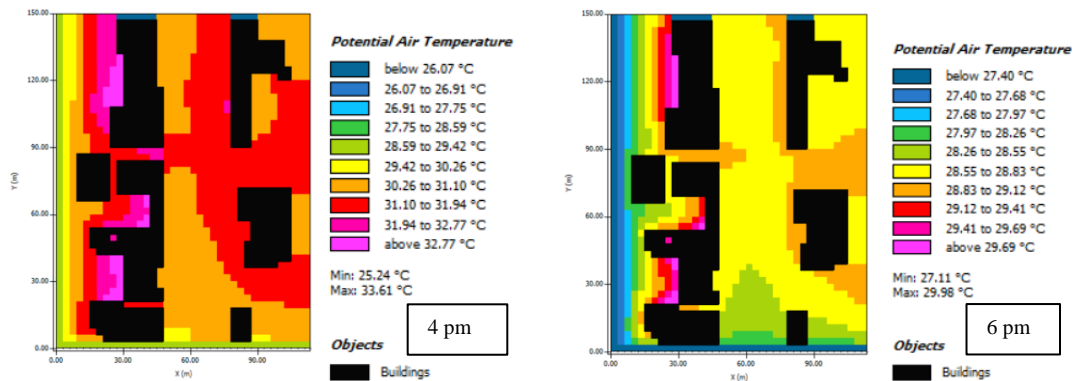 150.00
120.00
90.00
60.00
30.00
0.00
Y (m)
0.00 30.00 60.00 90.00
X (m)
Potential Air Temperature
below 26.07 °C
26.07 to 26.91 °C
26.91 to 27.75 °C
27.75 to 28.59 °C
28.59 to 29.42 °C
29.42 to 30.26 °C
30.26 to 31.10 °C
31.10 to 31.94 °C
31.94 to 32.77 °C
above 32.77 °C
Min: 25.24 °C
Max: 33.61 °C
4 pm
Objects
Buildings
150.00
120.00
90.00
60.00
30.00
0.00
Y (m)
0.00 30.00 60.00 90.00
X (m)
Potential Air Temperature
below 27.40 °C
27.40 to 27.68 °C
27.68 to 27.97 °C
27.97 to 28.26 °C
28.26 to 28.55 °C
28.55 to 28.83 °C
28.83 to 29.12 °C
29.12 to 29.41 °C
29.41 to 29.69 °C
above 29.69 °C
Min: 27.11 °C
Max: 29.98 °C
6 pm
Objects
Buildings